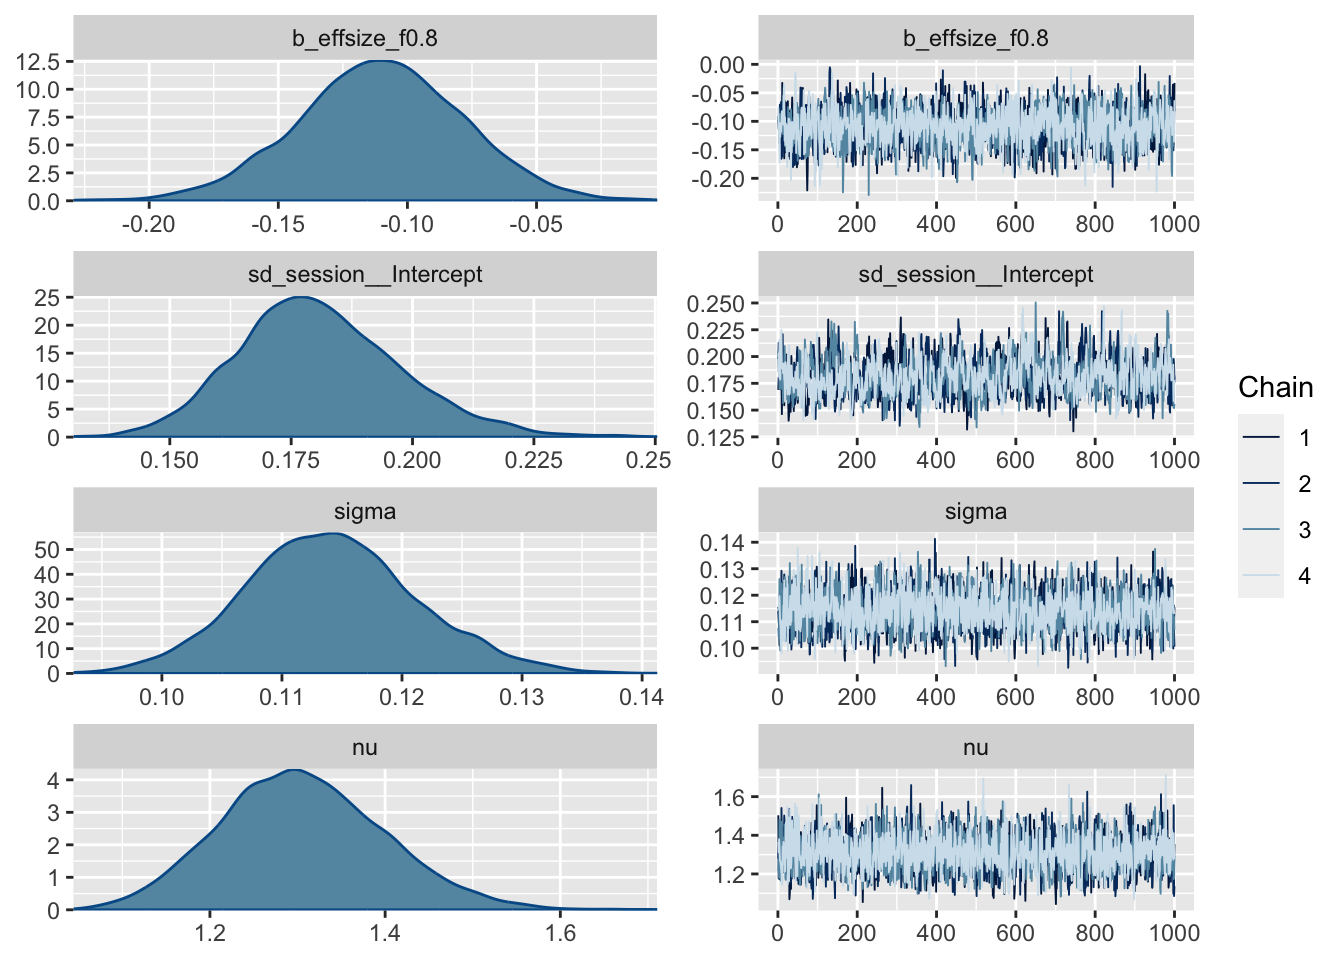 b_effsize_f0.8
12.5
10.0
7.5
5.0
2.5
0.0
-0.20 -0.15 -0.10 -0.05
b_effsize_f0.8
0.00
-0.05
-0.10
-0.15
-0.20
0 200 400 600 800 1000
sd_session__Intercept
25
20
15
10
5
0
0.150 0.175 0.200 0.225 0.25
sd_session__Intercept
0.250
0.225
0.200
0.175
0.150
0.125
0 200 400 600 800 1000
sigma
50
40
30
20
10
0
0.10 0.11 0.12 0.13 0.14
sigma
0.14
0.13
0.12
0.11
0.10
0 200 400 600 800 1000
nu
4
3
2
1
0
1.2 1.4 1.6
nu
1.6
1.4
1.2
0 200 400 600 800 1000
Chain
1
2
3
4